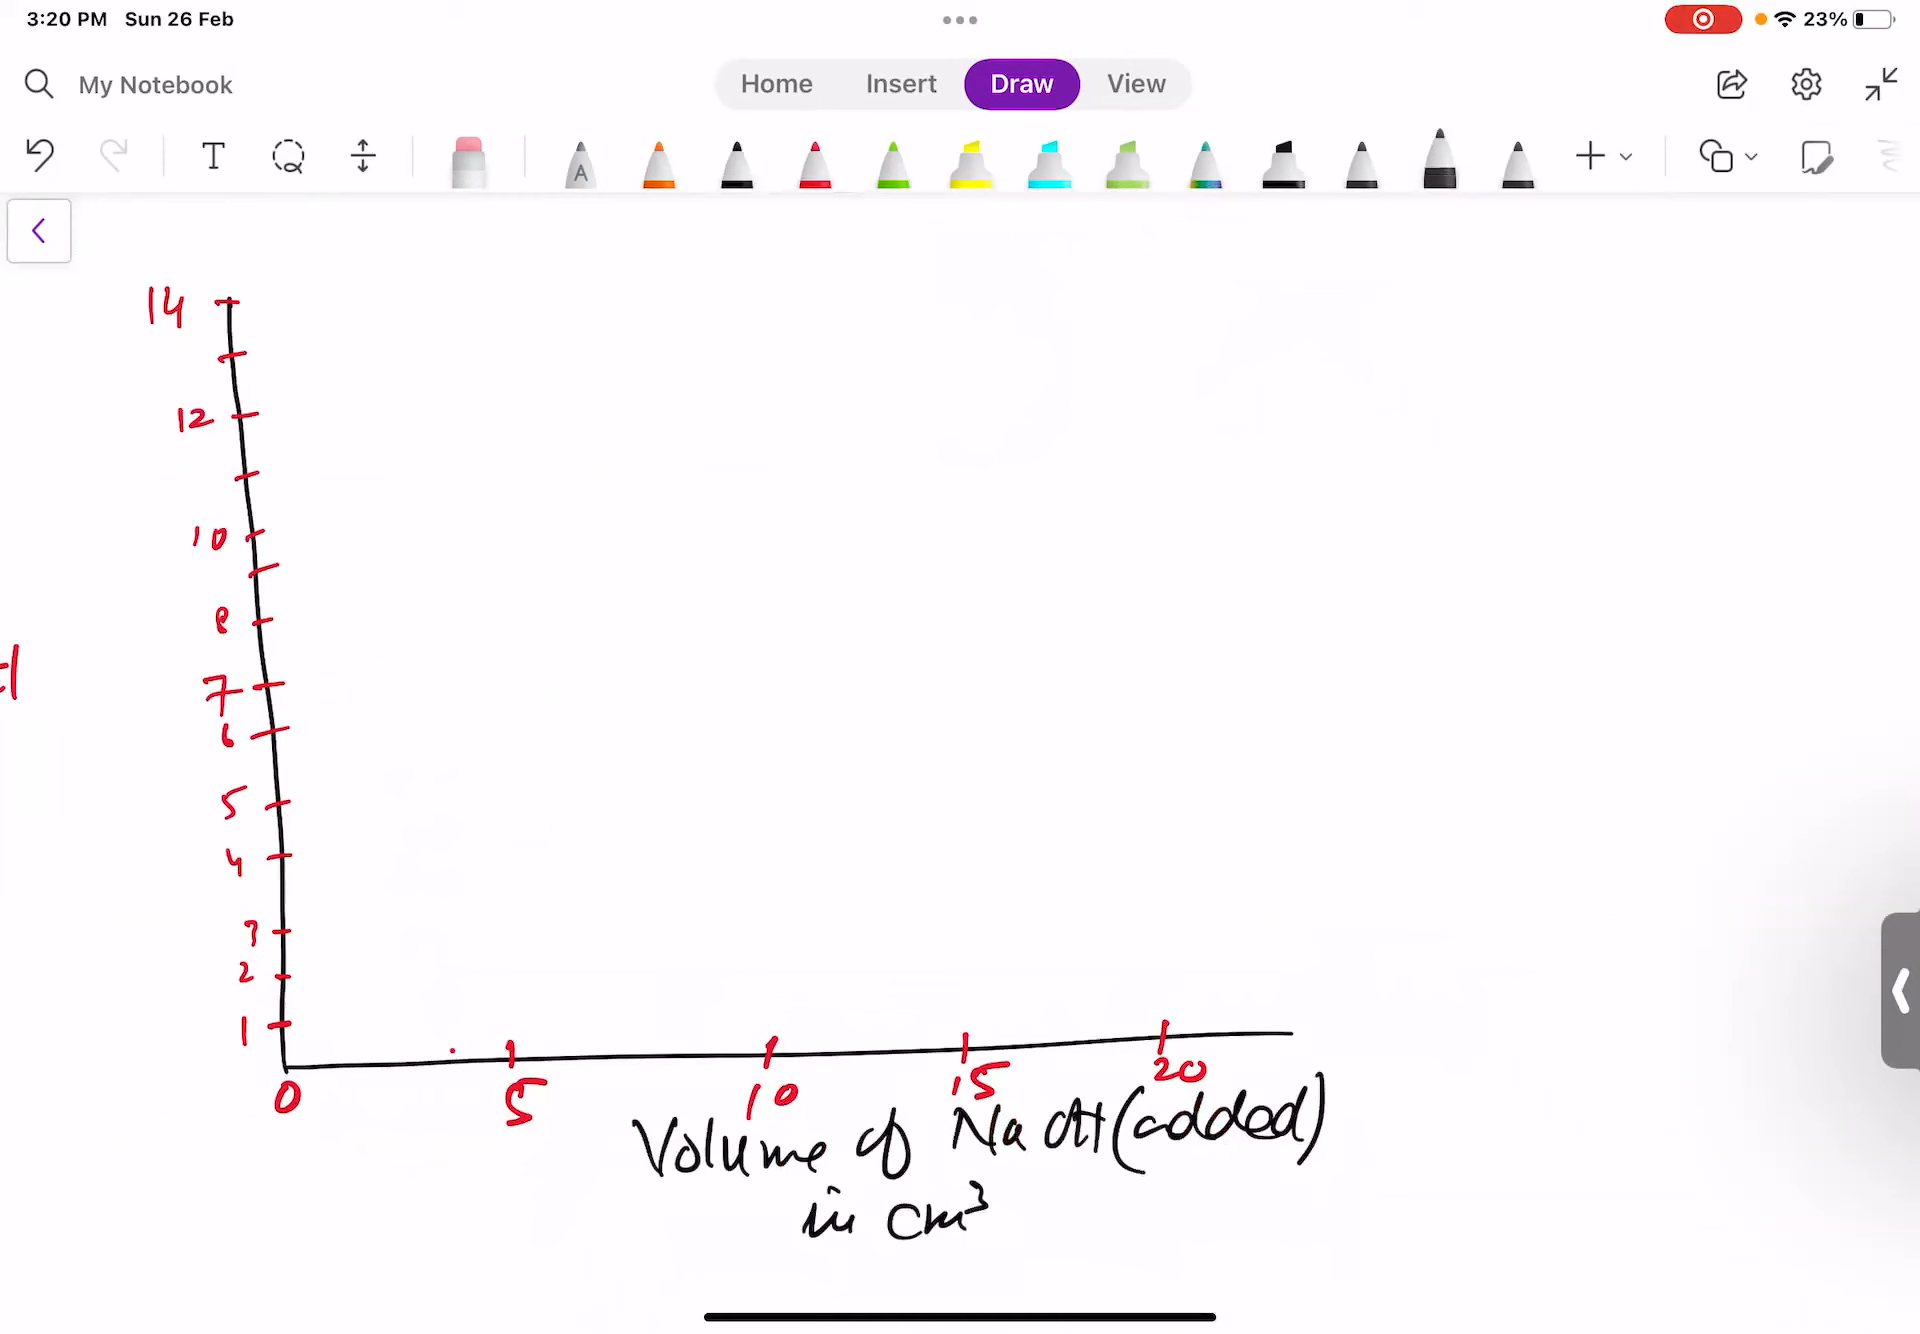 3:20 PM Sun 26 Feb
23%
My Notebook
Home Insert Draw View
T
A
14
12
10
8
7
6
5
4
3
2
1
0 5 10 15 20
Volume of NaOH (added)
in cm³